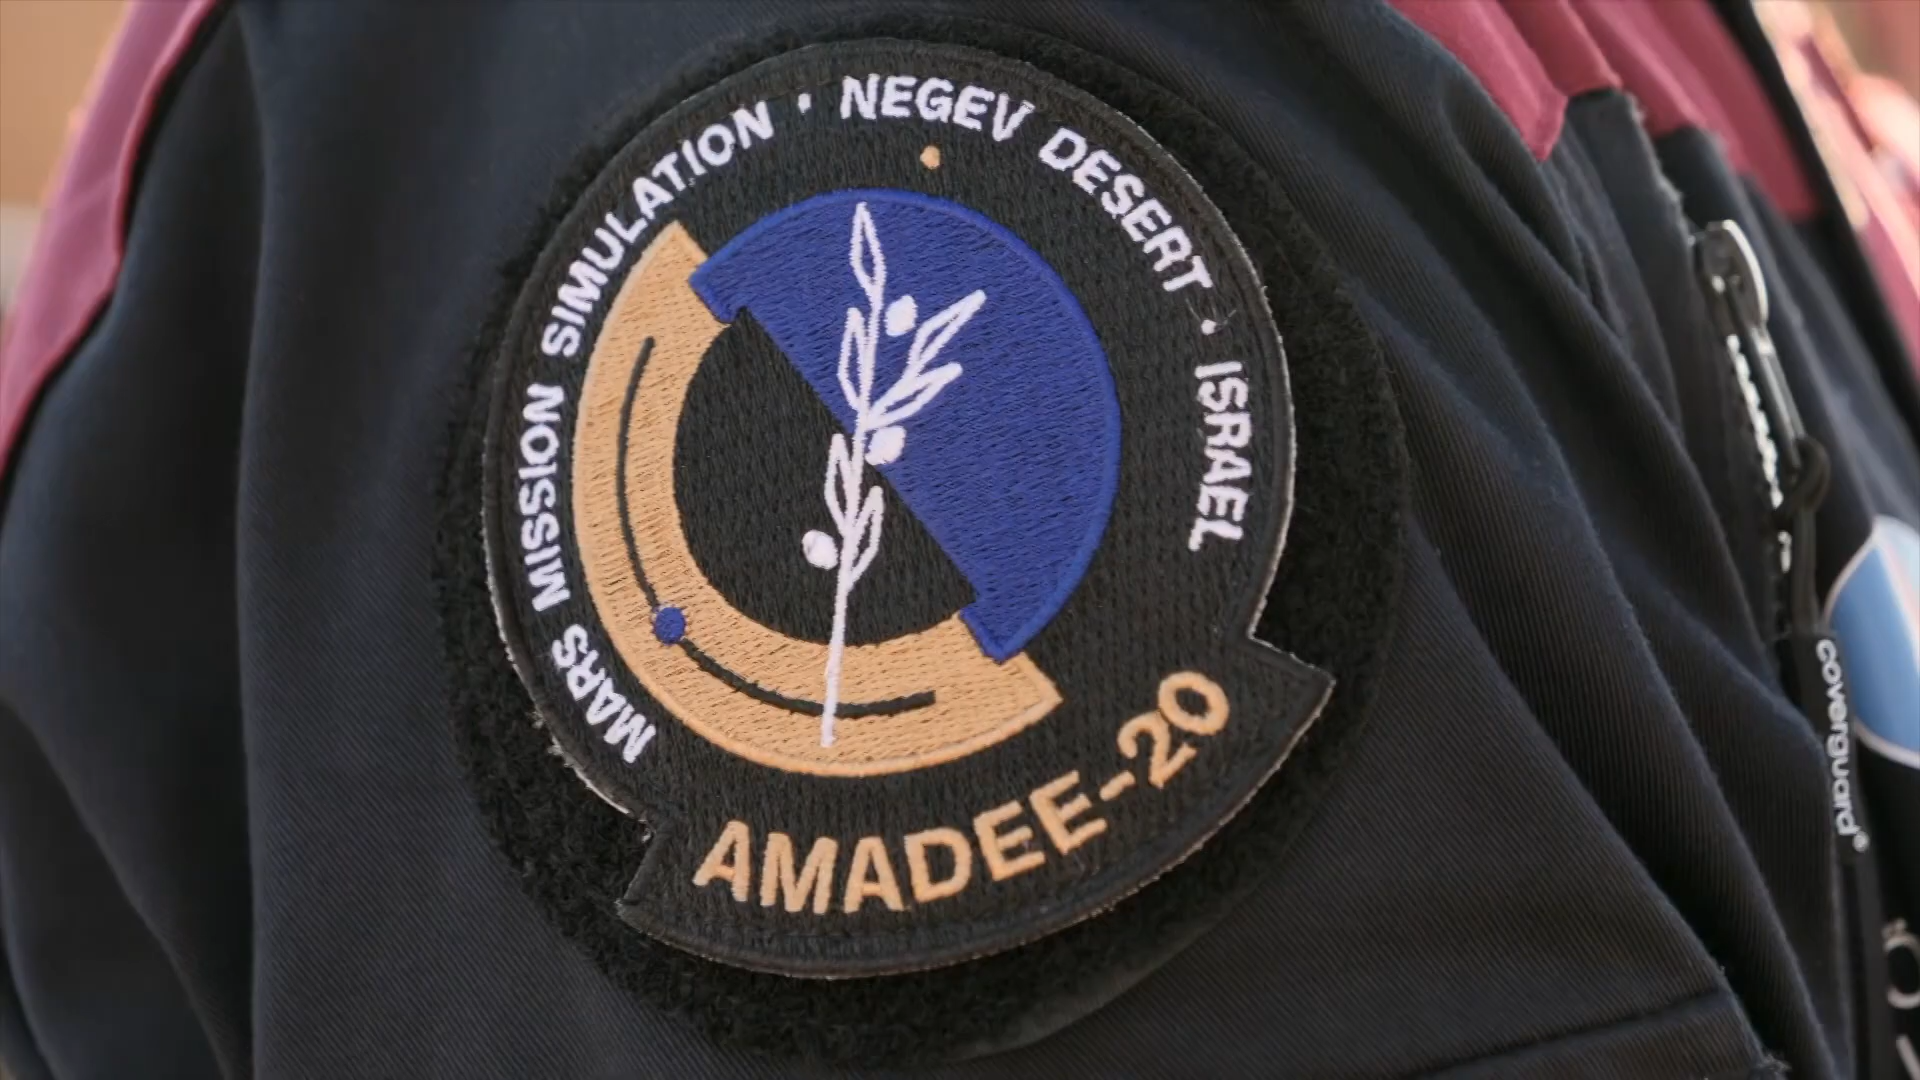 MARS MISSION SIMULATION · NEGEV DESERT · ISRAEL
AMADEE-20
coverguard®